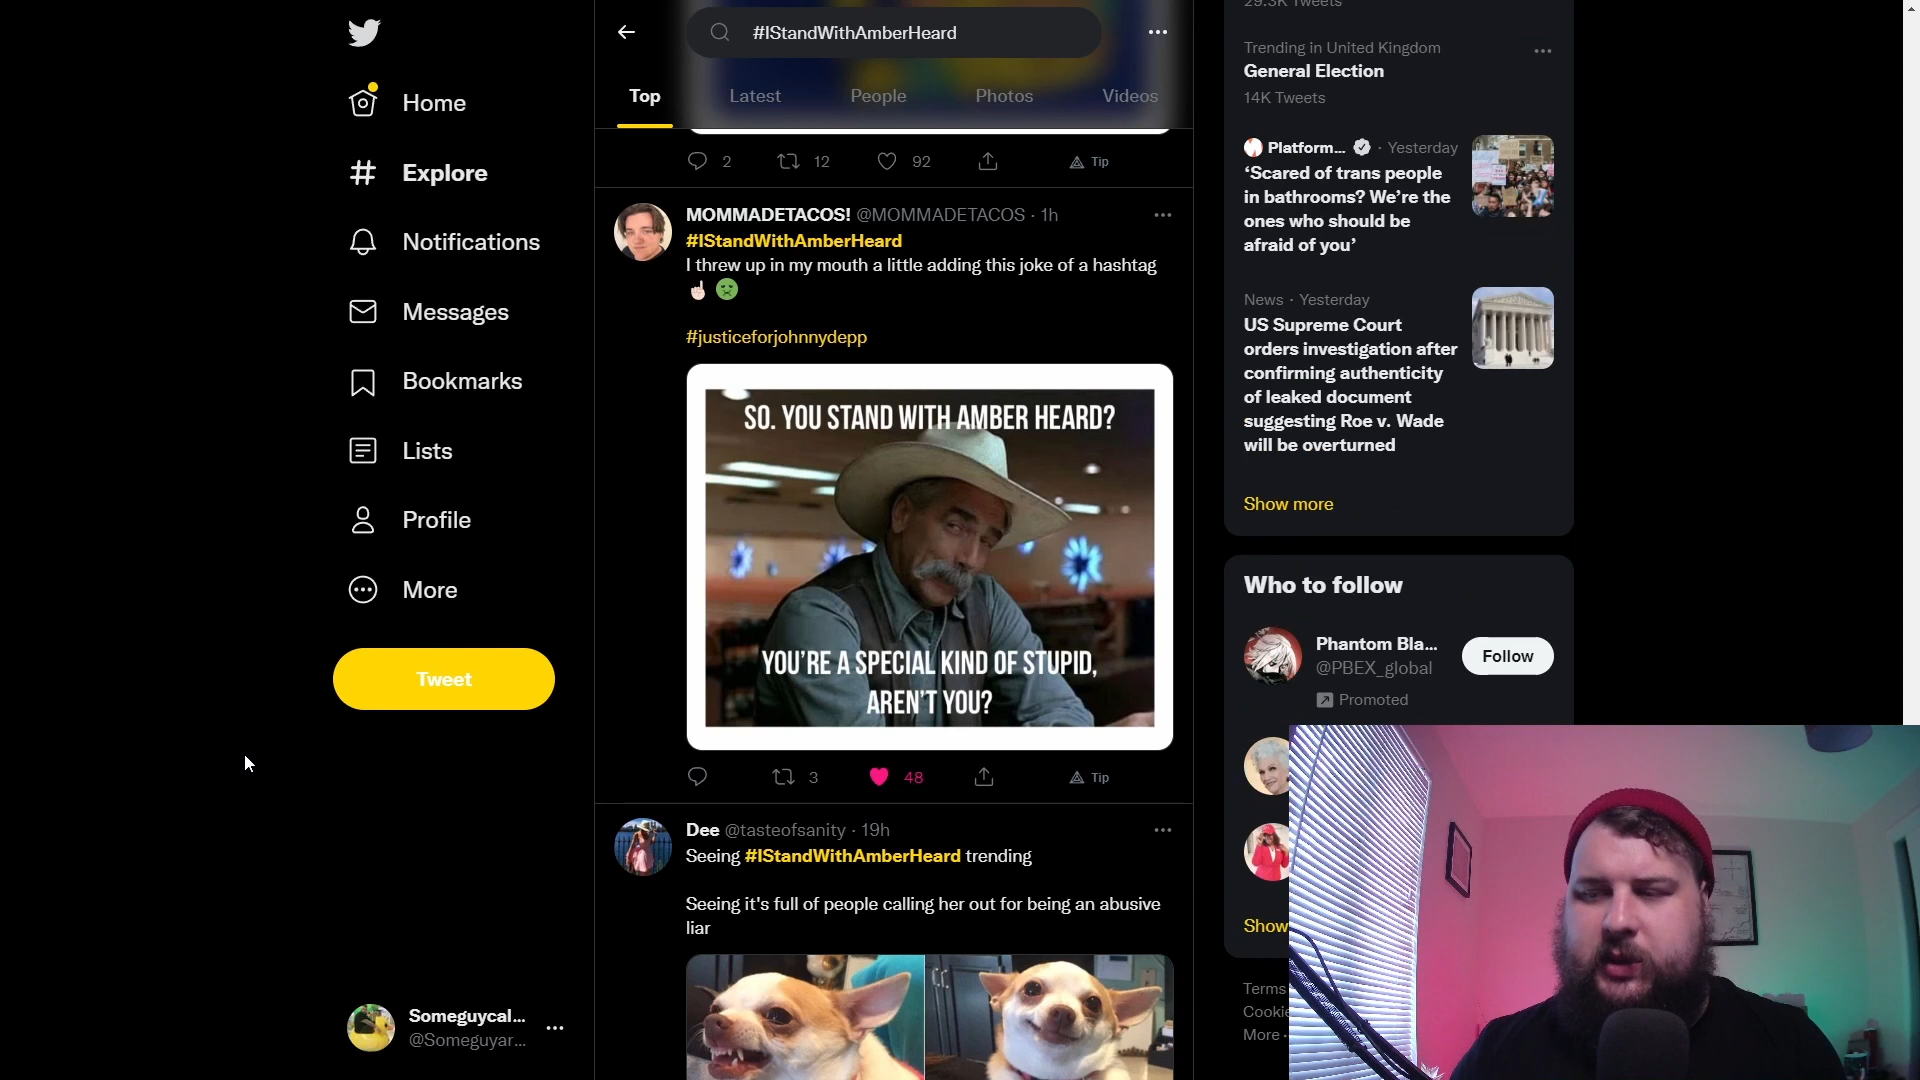 Home
Explore
Notifications
Messages
Bookmarks
Lists
Profile
More
Tweet
Someguycal...
@Someguyar...
#IStandWithAmberHeard
Top
Latest
People
Photos
Videos
2
12
92
Tip
MOMMADETACOS! @MOMMADETACOS · 1h
#IStandWithAmberHeard
I threw up in my mouth a little adding this joke of a hashtag
#justiceforjohnnydepp
SO. YOU STAND WITH AMBER HEARD?
YOU'RE A SPECIAL KIND OF STUPID,
AREN'T YOU?
3
48
Tip
Dee @tasteofsanity · 19h
Seeing #IStandWithAmberHeard trending
Seeing it's full of people calling her out for being an abusive
liar
29.3K Tweets
Trending in United Kingdom
General Election
14K Tweets
Platform... · Yesterday
‘Scared of trans people
in bathrooms? We’re the
ones who should be
afraid of you’
News · Yesterday
US Supreme Court
orders investigation after
confirming authenticity
of leaked document
suggesting Roe v. Wade
will be overturned
Show more
Who to follow
Phantom Bla...
@PBEX_global
Follow
Promoted
Show
Terms
Cookie
More ·